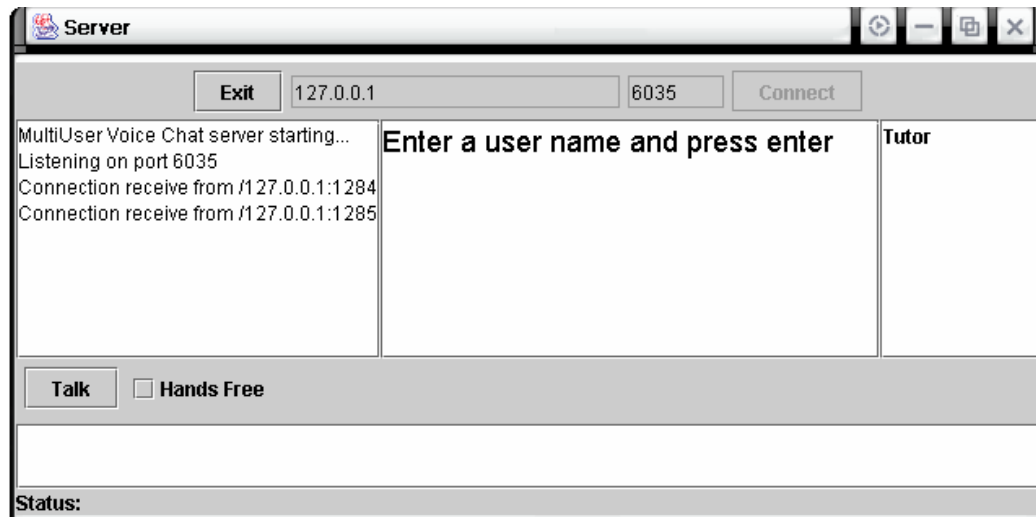 Server
Exit 127.0.0.1 6035 Connect
MultiUser Voice Chat server starting...
Listening on port 6035
Connection receive from /127.0.0.1:1284
Connection receive from /127.0.0.1:1285
Enter a user name and press enter
Tutor
Talk Hands Free
Status: